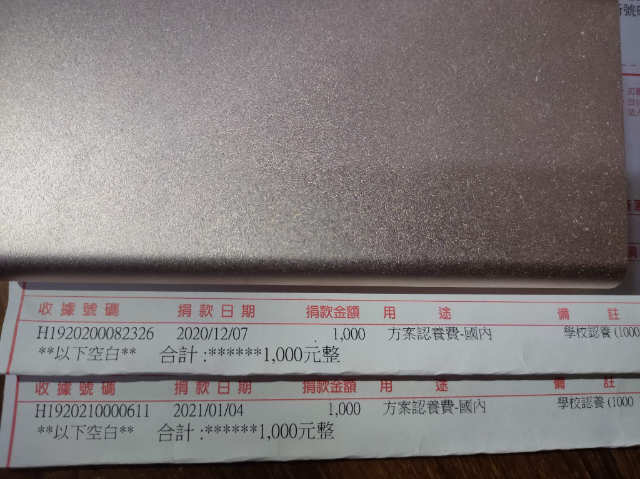 收據號碼 捐款日期 捐款金額 用途 備註
H1920200082326 2020/12/07 1,000 方案認養費-國內 學校認養(1000
**以下空白** 合計:******1,000元整
收據號碼 捐款日期 捐款金額 用途 備註
H1920210000611 2021/01/04 1,000 方案認養費-國內 學校認養(1000
**以下空白** 合計:******1,000元整